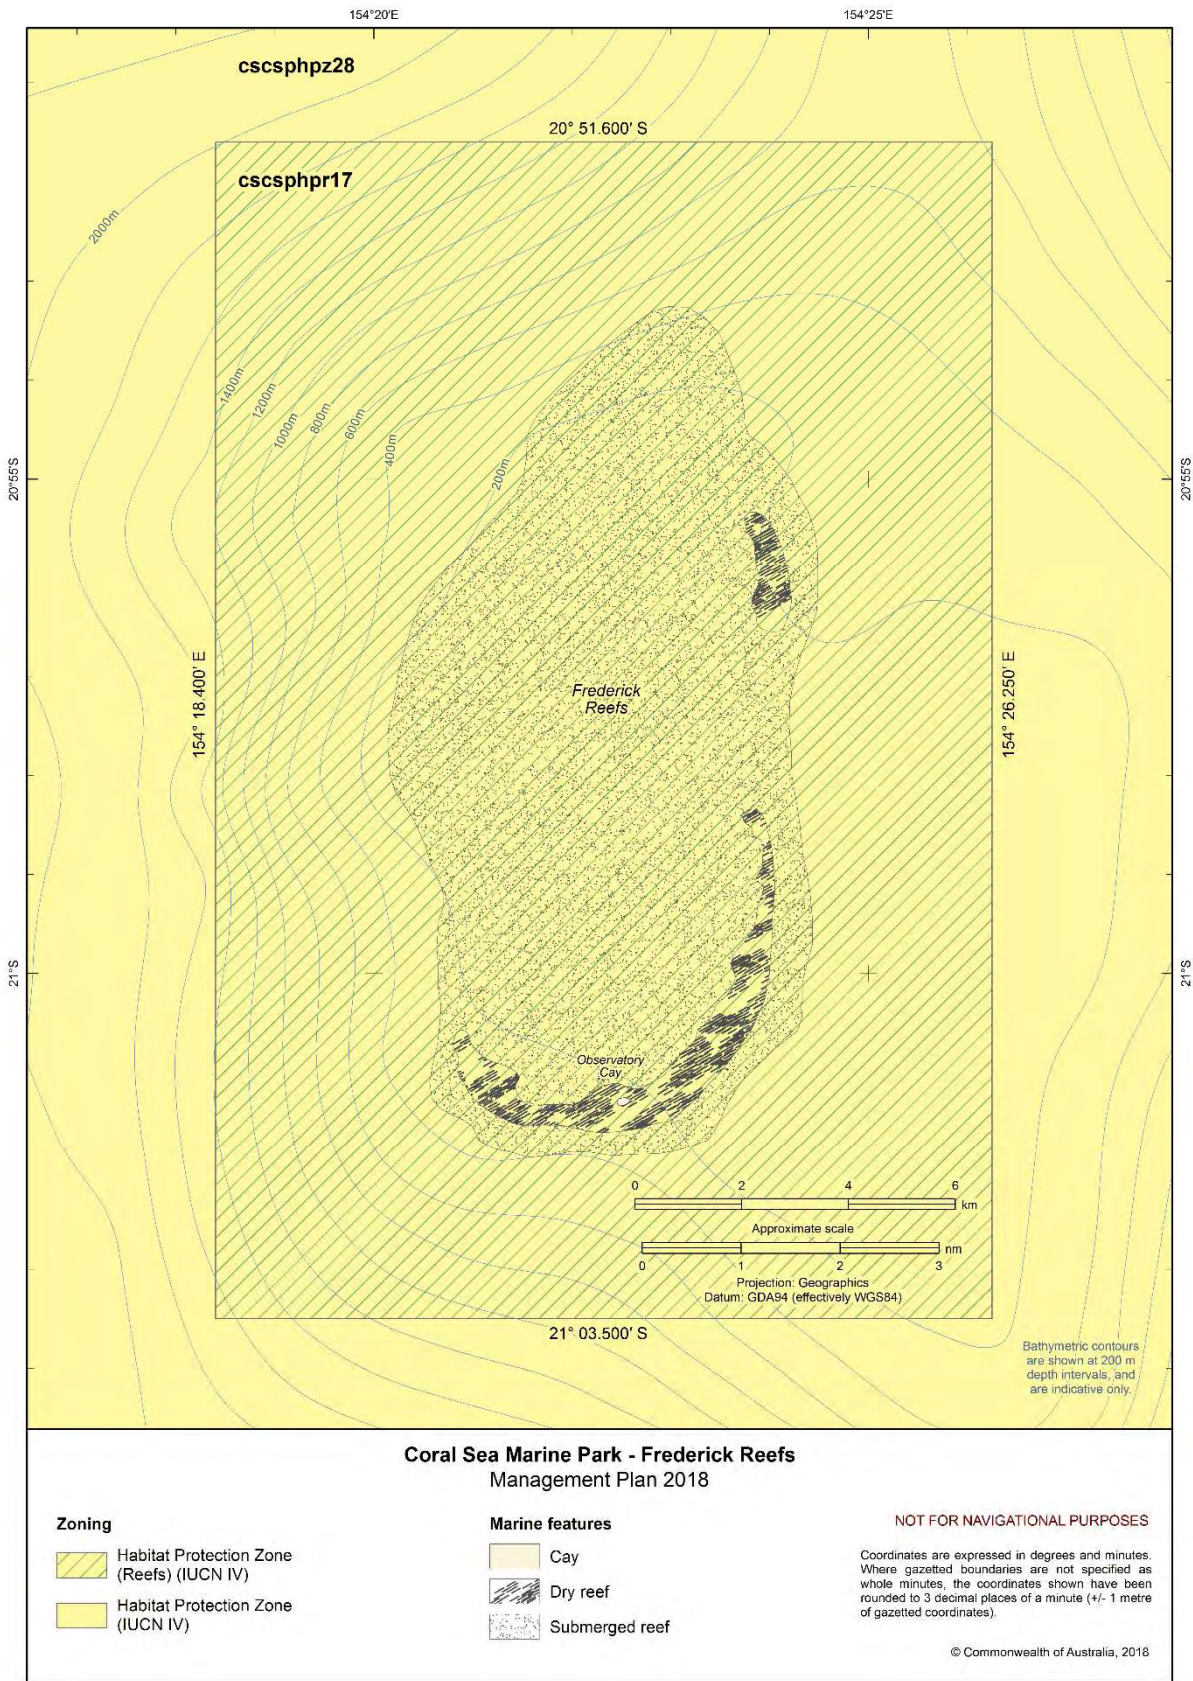 154°20'E
154°25'E
cscsphpz28
20° 51.600' S
cscsphpr17
2000m
1400m
1200m
1000m
800m
600m
400m
200m
20°55'S
20°55'S
154° 18.400' E
154° 26.250' E
Frederick
Reefs
21°S
21°S
Observatory
Cay
0 2 4 6
km
Approximate scale
nm
0 1 2 3
Projection: Geographics
Datum: GDA94 (effectively WGS84)
21° 03.500' S
Bathymetric contours
are shown at 200 m
depth intervals, and
are indicative only.
Coral Sea Marine Park - Frederick Reefs
Management Plan 2018
Zoning
Habitat Protection Zone
(Reefs) (IUCN IV)
Habitat Protection Zone
(IUCN IV)
Marine features
Cay
Dry reef
Submerged reef
NOT FOR NAVIGATIONAL PURPOSES
Coordinates are expressed in degrees and minutes.
Where gazetted boundaries are not specified as
whole minutes, the coordinates shown have been
rounded to 3 decimal places of a minute (+/- 1 metre
of gazetted coordinates).
© Commonwealth of Australia, 2018